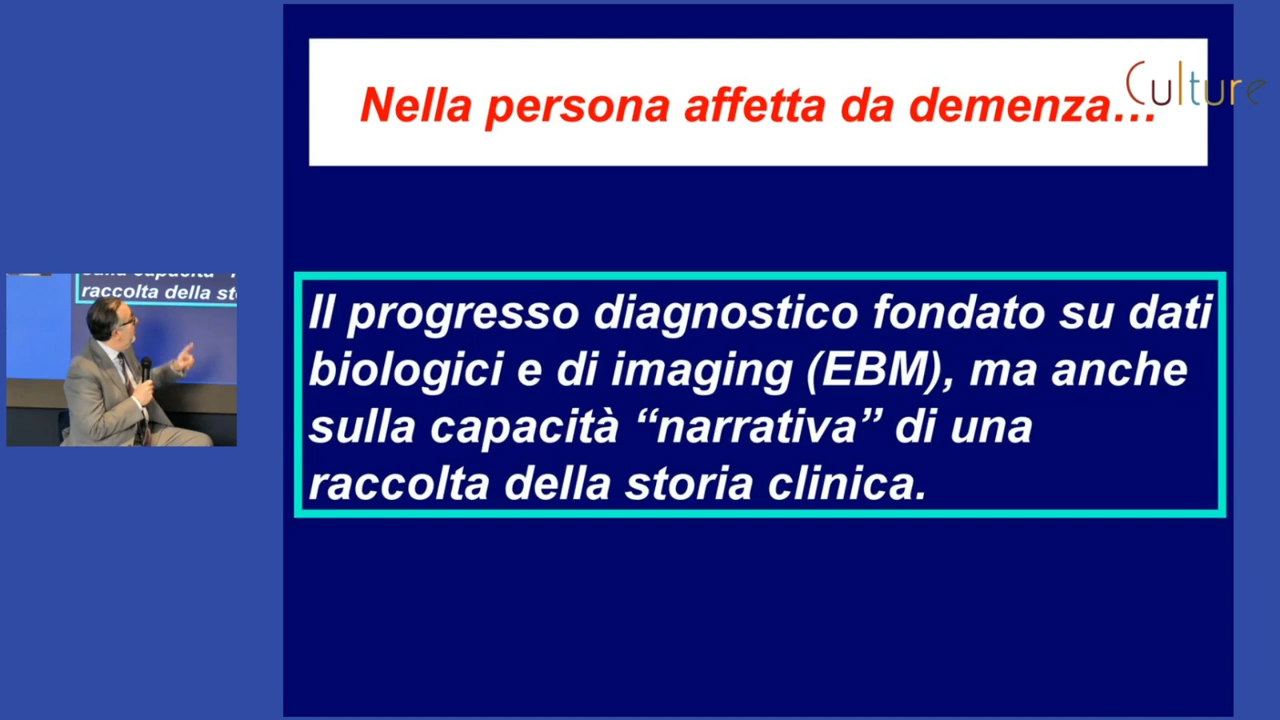 Culture
Nella persona affetta da demenza...
Il progresso diagnostico fondato su dati
biologici e di imaging (EBM), ma anche
sulla capacità “narrativa” di una
raccolta della storia clinica.
raccolta della st